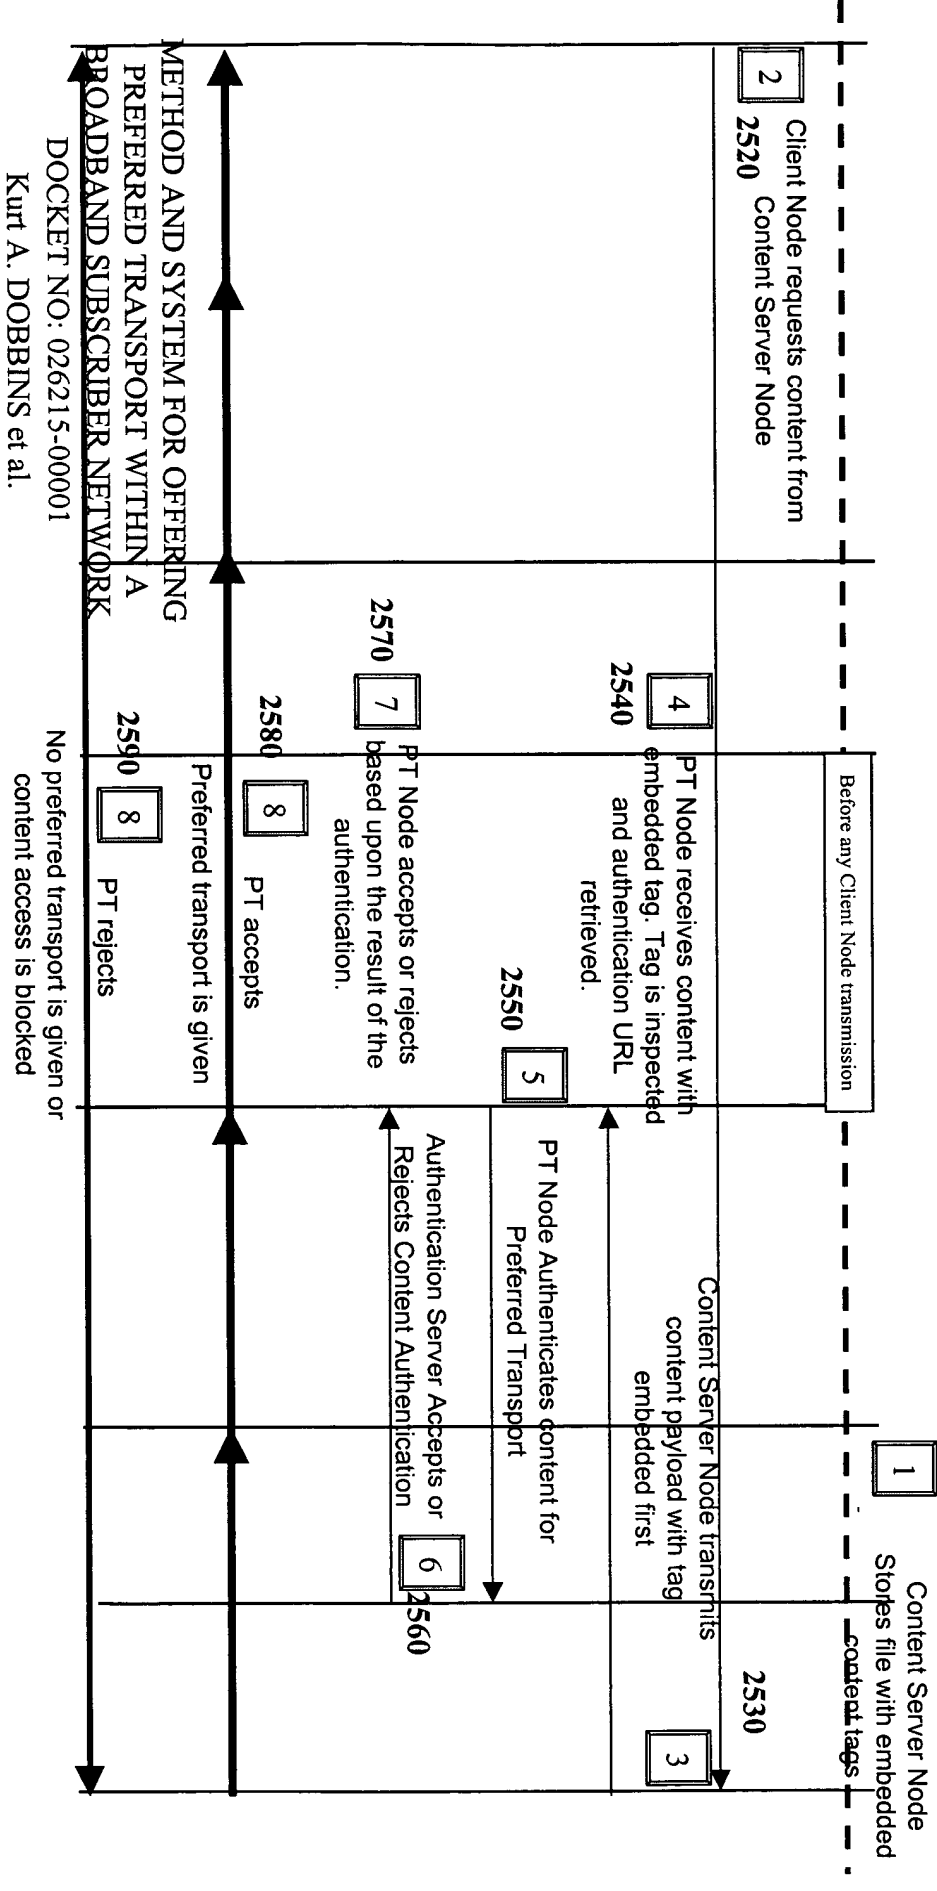 1
Content Server Node
Stores file with embedded
content tags
Before any Client Node transmission
2
Client Node requests content from
2520
Content Server Node
2530
3
Content Server Node transmits
content payload with tag
embedded first
4
2540
PT Node receives content with
embedded tag. Tag is inspected
and authentication URL
retrieved.
2550
5
PT Node Authenticates content for
Preferred Transport
6
2560
Authentication Server Accepts or
Rejects Content Authentication
2570
7
PT Node accepts or rejects
based upon the result of the
authentication.
2580
8
PT accepts
Preferred transport is given
2590
8
PT rejects
No preferred transport is given or
content access is blocked
METHOD AND SYSTEM FOR OFFERING
PREFERRED TRANSPORT WITHIN A
BROADBAND SUBSCRIBER NETWORK
DOCKET NO: 026215-00001
Kurt A. DOBBINS et al.